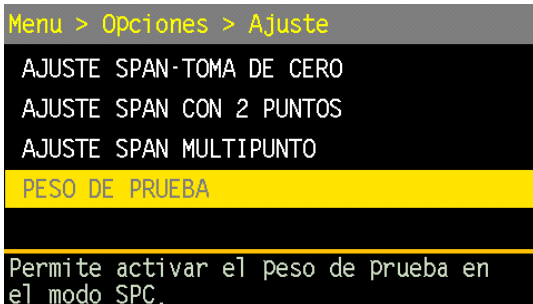 Menu > Opciones > Ajuste
AJUSTE SPAN-TOMA DE CERO
AJUSTE SPAN CON 2 PUNTOS
AJUSTE SPAN MULTIPUNTO
PESO DE PRUEBA
Permite activar el peso de prueba en
el modo SPC.